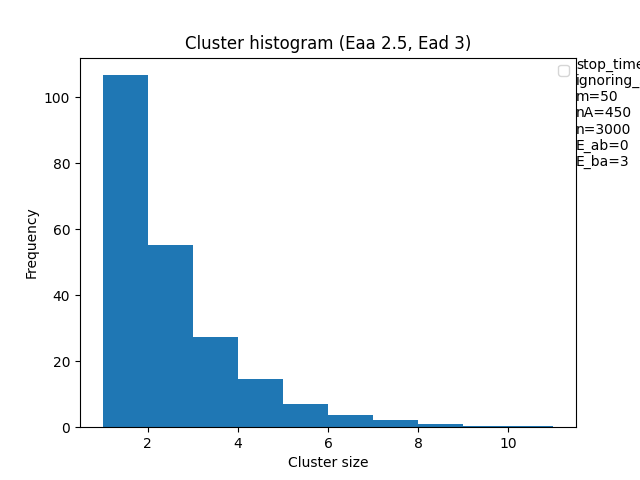 Cluster histogram (Eaa 2.5, Ead 3)
stop_time
ignoring_
m=50
nA=450
n=3000
E_ab=0
E_ba=3
100
80
60
40
20
0
Frequency
2 4 6 8 10
Cluster size